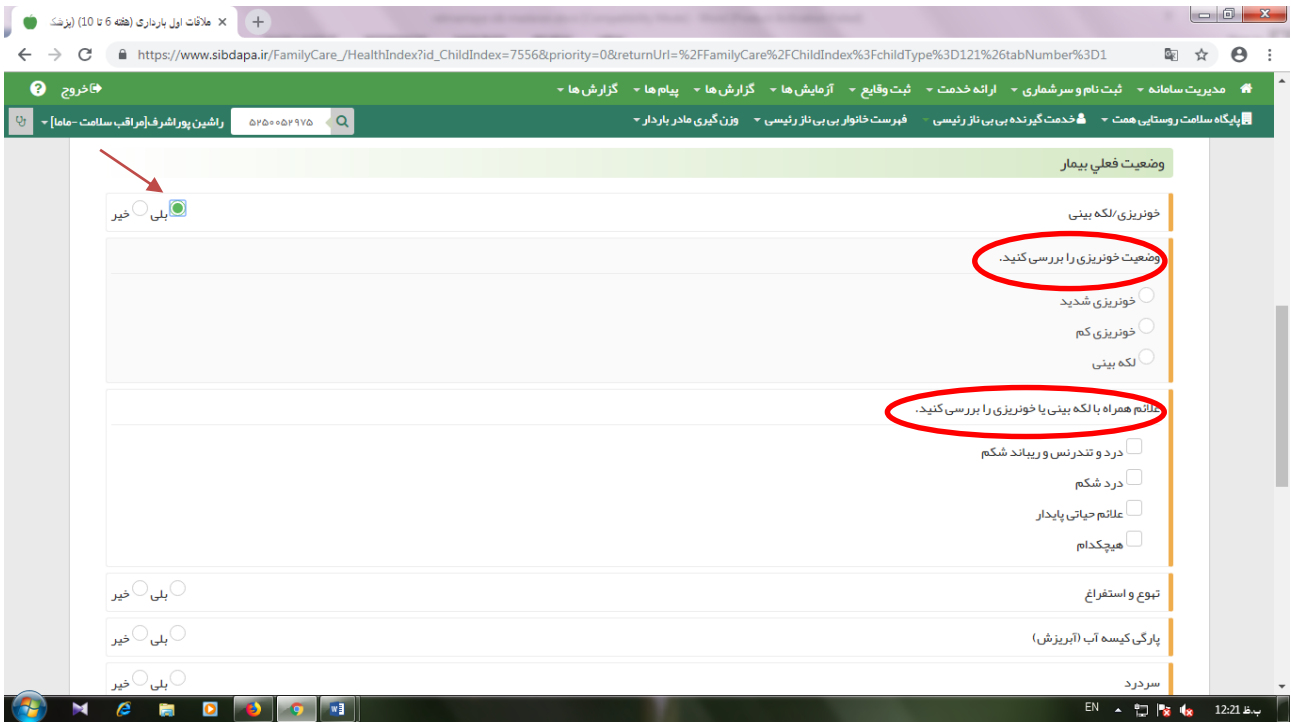 ملاقات اول بارداری (هفته 6 تا 10) (پزشک
https://www.sibdapa.ir/FamilyCare_/HealthIndex?id_ChildIndex=7556&priority=0&returnUrl=%2FFamilyCare%2FChildIndex%3FchildType%3D121%26tabNumber%3D1
مدیریت سامانه ثبت نام و سرشماری ارائه خدمت ثبت وقایع آزمایش ها گزارش ها پیام ها گزارش ها خروج
پایگاه سلامت روستایی همت خدمت گیرنده بی بی ناز رئیسی فهرست خانوار بی بی ناز رئیسی وزن گیری مادر باردار ۵۲۵۰۰۵۲۹۷۵ راشین پوراشرف[مراقب سلامت -ماما]
وضعیت فعلي بیمار
خونریزی/لکه بینی بلی خیر
وضعیت خونریزی را بررسی کنید.
خونریزی شدید
خونریزی کم
لکه بینی
علائم همراه با لکه بینی یا خونریزی را بررسی کنید.
درد و تندرنس و ریباند شکم
درد شکم
علائم حیاتی پایدار
هیچکدام
تهوع و استفراغ بلی خیر
پارگی کیسه آب (آبریزش) بلی خیر
سردرد بلی خیر
EN 12:21 ب.ظ